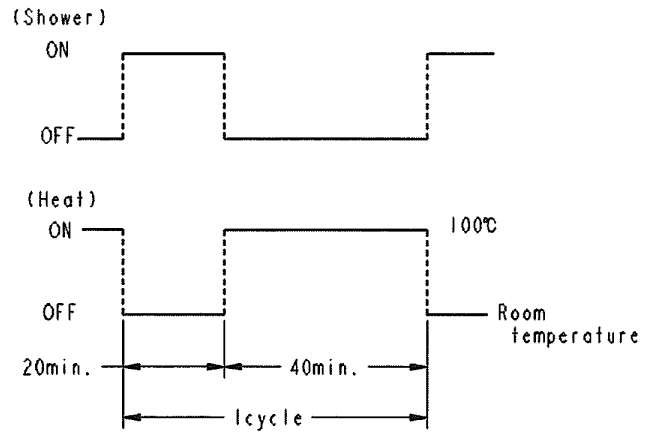 (Shower)
ON
OFF
(Heat)
ON
100℃
OFF
Room
temperature
20min.
40min.
1cycle